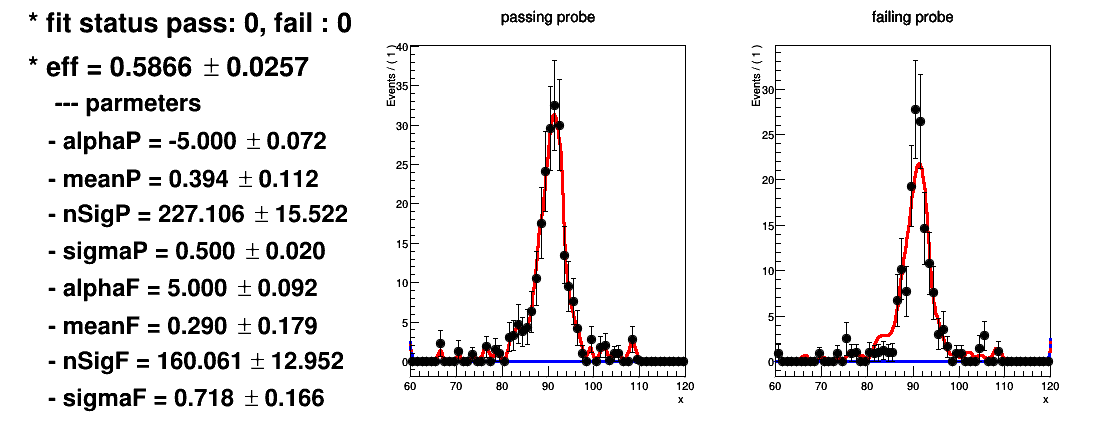 * fit status pass: 0, fail : 0
* eff = 0.5866 ± 0.0257
--- parmeters
- alphaP = -5.000 ± 0.072
- meanP = 0.394 ± 0.112
- nSigP = 227.106 ± 15.522
- sigmaP = 0.500 ± 0.020
- alphaF = 5.000 ± 0.092
- meanF = 0.290 ± 0.179
- nSigF = 160.061 ± 12.952
- sigmaF = 0.718 ± 0.166
passing probe
Events / ( 1 )
40
35
30
25
20
15
10
5
0
60 70 80 90 100 110 120
x
failing probe
Events / ( 1 )
30
25
20
15
10
5
0
60 70 80 90 100 110 120
x